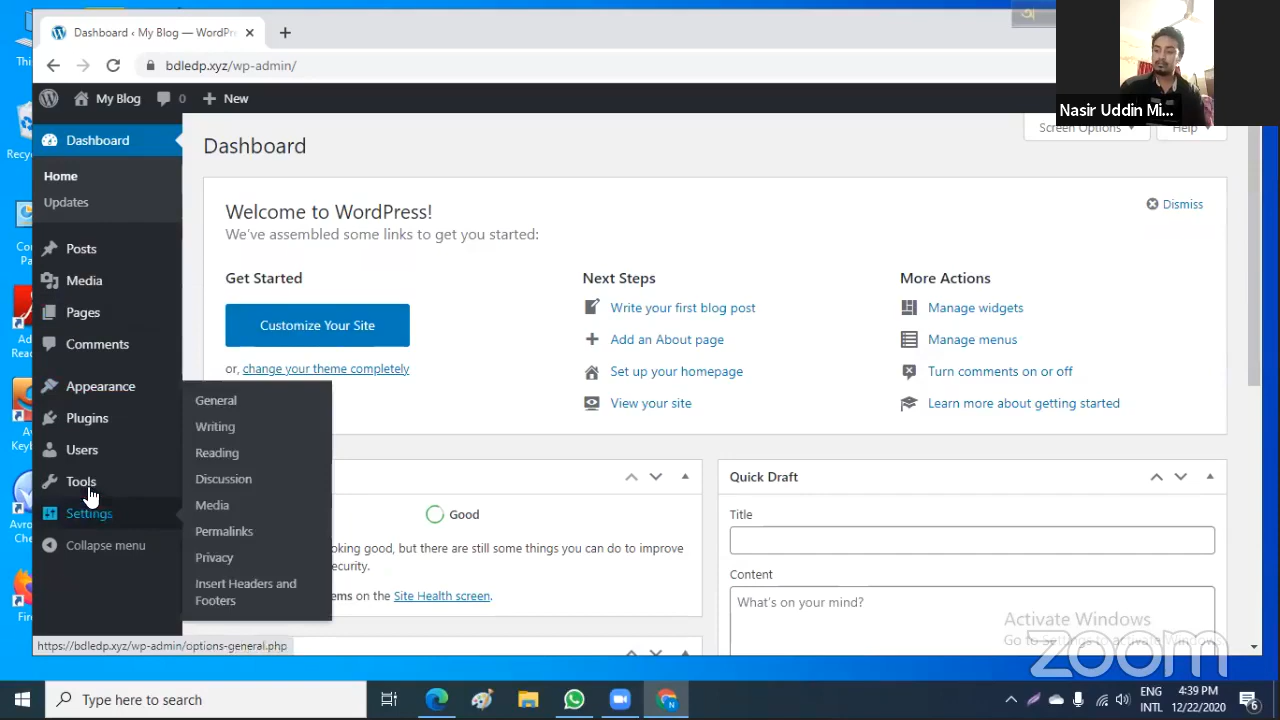 Dashboard ‹ My Blog — WordPr
bdledp.xyz/wp-admin/
My Blog 0 New
Nasir Uddin Mi...
Dashboard
Home
Updates
Posts
Media
Pages
Comments
Appearance
Plugins
Users
Tools
Settings
Collapse menu
General
Writing
Reading
Discussion
Media
Permalinks
Privacy
Insert Headers and
Footers
Dashboard
Screen Options
Help
Welcome to WordPress!
We've assembled some links to get you started:
Dismiss
Get Started
Customize Your Site
or, change your theme completely
Next Steps
Write your first blog post
Add an About page
Set up your homepage
View your site
More Actions
Manage widgets
Manage menus
Turn comments on or off
Learn more about getting started
Good
oking good, but there are still some things you can do to improve
ecurity.
ems on the Site Health screen.
Quick Draft
Title
Content
What's on your mind?
Activate Windows
Go to Settings to activate Windows.
zoom
https://bdledp.xyz/wp-admin/options-general.php
Type here to search
ENG
INTL
4:39 PM
12/22/2020
6